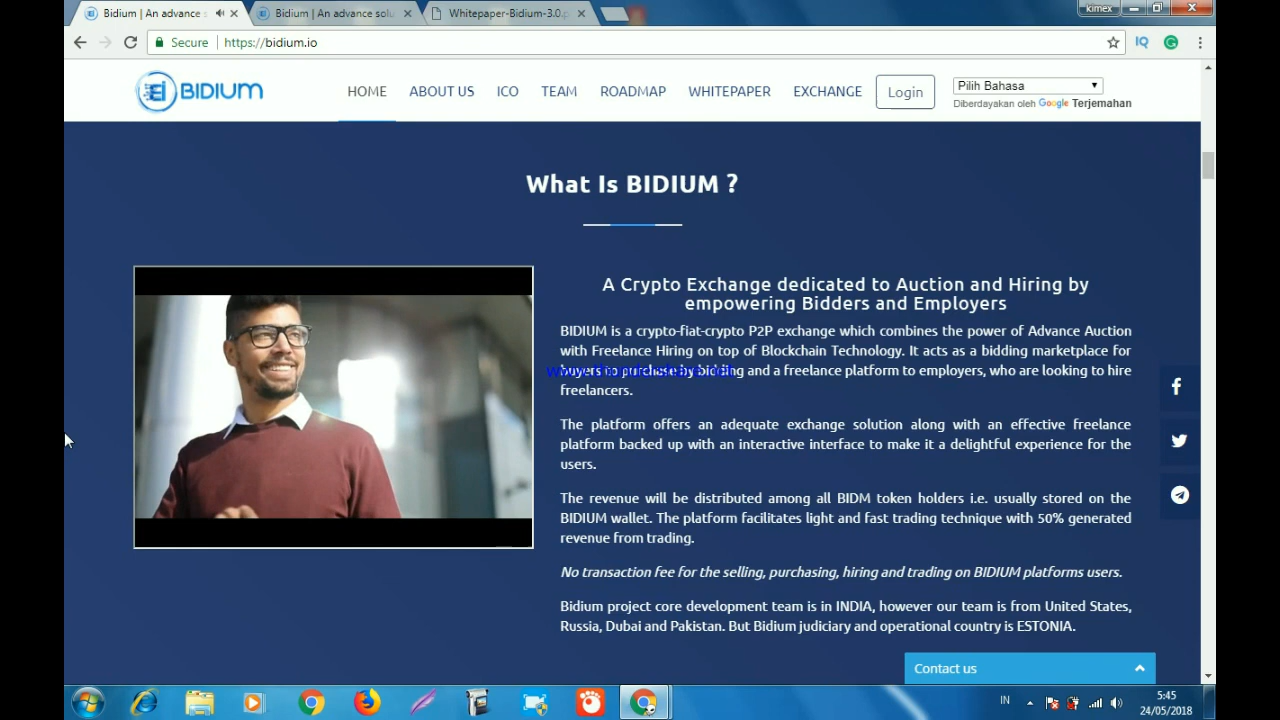 Bidium | An advance s
Bidium | An advance solu
Whitepaper-Bidium-3.0.p
kimex
Secure
https://bidium.io
IQ
BIDIUM
HOME
ABOUT US
ICO
TEAM
ROADMAP
WHITEPAPER
EXCHANGE
Login
Pilih Bahasa
Diberdayakan oleh Google Terjemahan
What Is BIDIUM ?
A Crypto Exchange dedicated to Auction and Hiring by
empowering Bidders and Employers
BIDIUM is a crypto-fiat-crypto P2P exchange which combines the power of Advance Auction
with Freelance Hiring on top of Blockchain Technology. It acts as a bidding marketplace for
and a freelance platform to employers, who are looking to hire
freelancers.
The platform offers an adequate exchange solution along with an effective freelance
platform backed up with an interactive interface to make it a delightful experience for the
users.
The revenue will be distributed among all BIDM token holders i.e. usually stored on the
BIDIUM wallet. The platform facilitates light and fast trading technique with 50% generated
revenue from trading.
No transaction fee for the selling, purchasing, hiring and trading on BIDIUM platforms users.
Bidium project core development team is in INDIA, however our team is from United States,
Russia, Dubai and Pakistan. But Bidium judiciary and operational country is ESTONIA.
Contact us
IN
5:45
24/05/2018